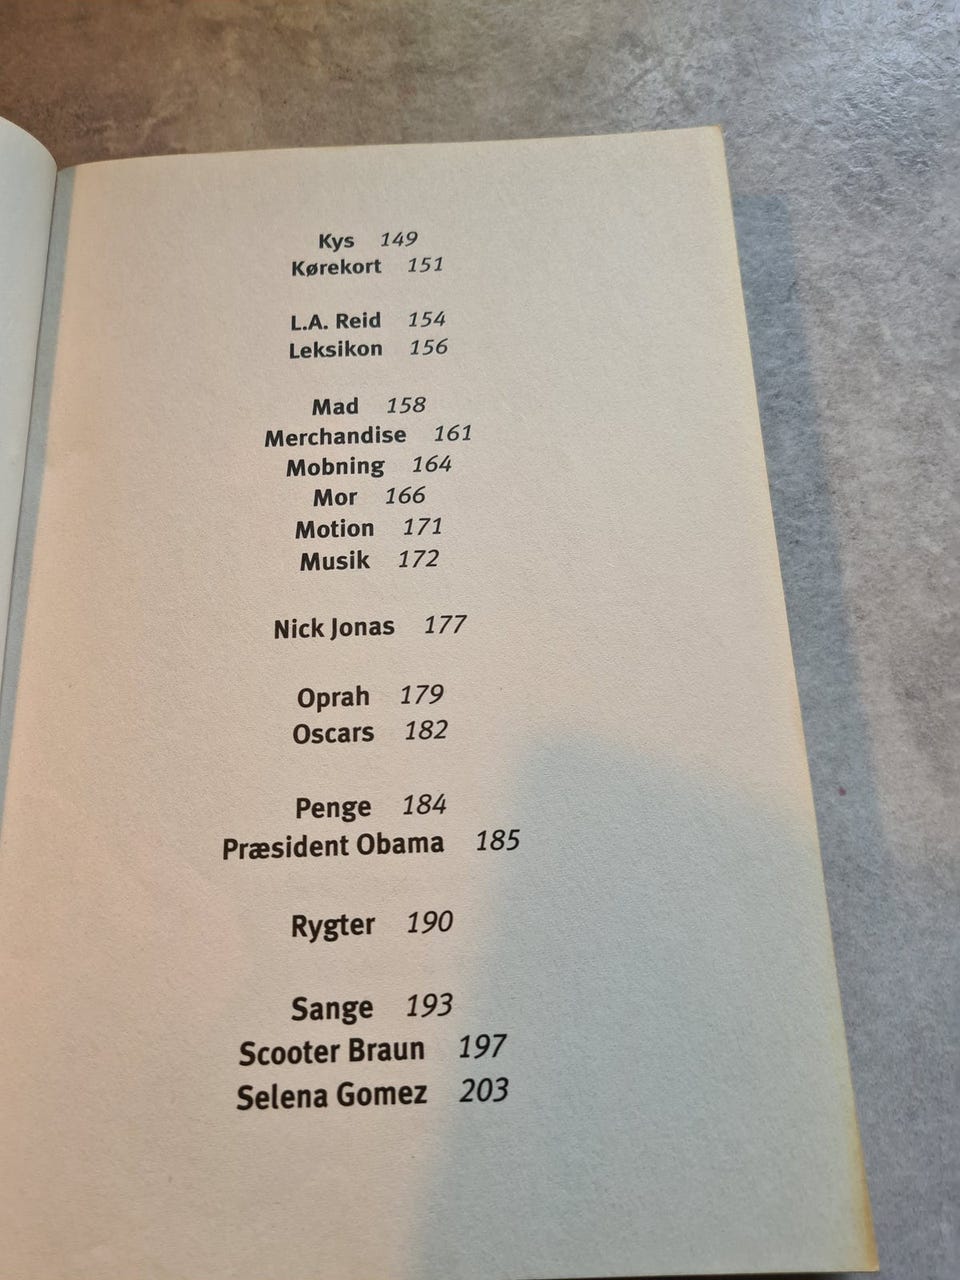 Kys 149
Kørekort 151
L.A. Reid 154
Leksikon 156
Mad 158
Merchandise 161
Mobning 164
Mor 166
Motion 171
Musik 172
Nick Jonas 177
Oprah 179
Oscars 182
Penge 184
Præsident Obama 185
Rygter 190
Sange 193
Scooter Braun 197
Selena Gomez 203